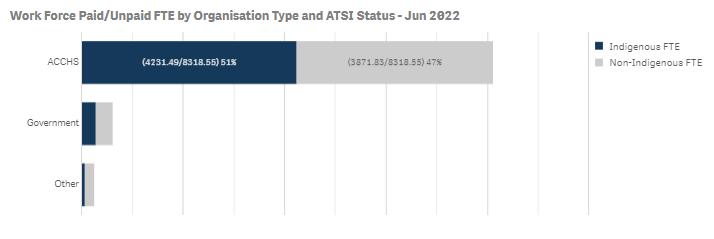 Work Force Paid/Unpaid FTE by Organisation Type and ATSI Status - Jun 2022
ACCHS
(4231.49/8318.55) 51%
(3871.83/8318.55) 47%
Indigenous FTE
Non-Indigenous FTE
Government
Other